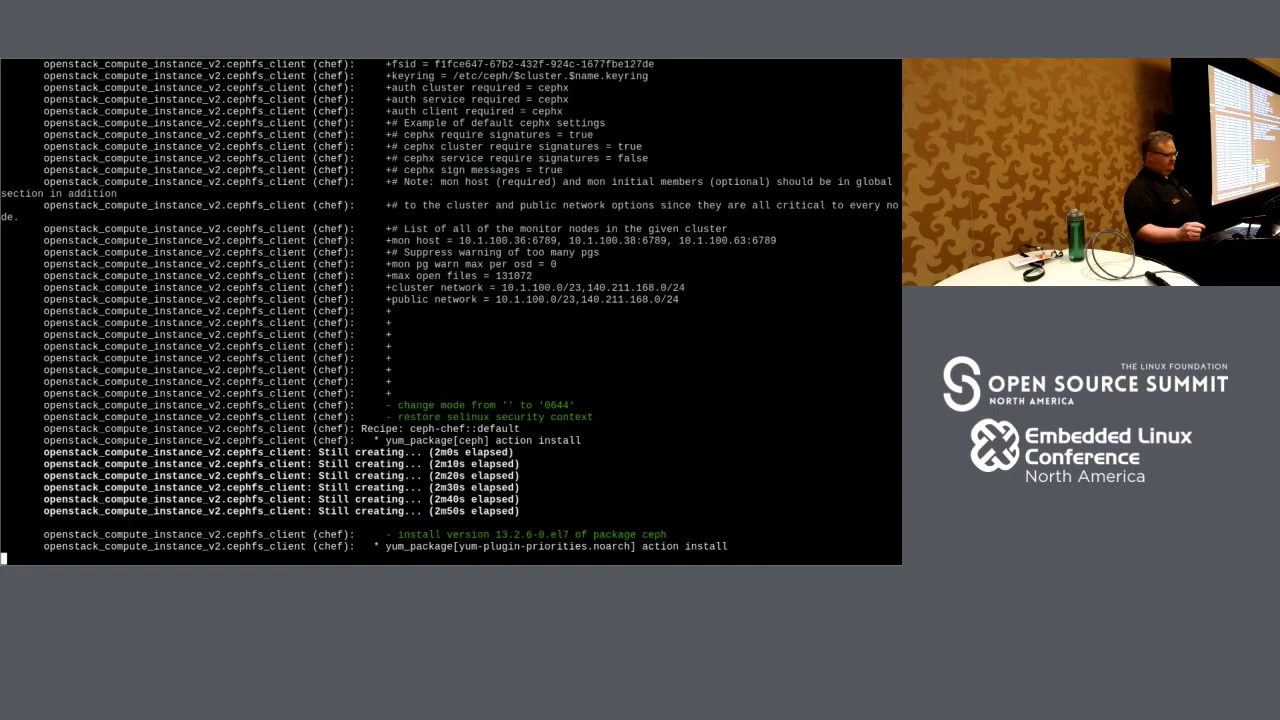 openstack_compute_instance_v2.cephfs_client (chef):     +fsid = f1fce647-67b2-432f-924c-1677fbe127de
openstack_compute_instance_v2.cephfs_client (chef):     +keyring = /etc/ceph/$cluster.$name.keyring
openstack_compute_instance_v2.cephfs_client (chef):     +auth cluster required = cephx
openstack_compute_instance_v2.cephfs_client (chef):     +auth service required = cephx
openstack_compute_instance_v2.cephfs_client (chef):     +auth client required = cephx
openstack_compute_instance_v2.cephfs_client (chef):     +# Example of default cephx settings
openstack_compute_instance_v2.cephfs_client (chef):     +# cephx require signatures = true
openstack_compute_instance_v2.cephfs_client (chef):     +# cephx cluster require signatures = true
openstack_compute_instance_v2.cephfs_client (chef):     +# cephx service require signatures = false
openstack_compute_instance_v2.cephfs_client (chef):     +# cephx sign messages = true
openstack_compute_instance_v2.cephfs_client (chef):     +# Note: mon host (required) and mon initial members (optional) should be in global
section in addition
openstack_compute_instance_v2.cephfs_client (chef):     +# to the cluster and public network options since they are all critical to every no
de.
openstack_compute_instance_v2.cephfs_client (chef):     +# List of all of the monitor nodes in the given cluster
openstack_compute_instance_v2.cephfs_client (chef):     +mon host = 10.1.100.36:6789, 10.1.100.38:6789, 10.1.100.63:6789
openstack_compute_instance_v2.cephfs_client (chef):     +# Suppress warning of too many pgs
openstack_compute_instance_v2.cephfs_client (chef):     +mon pg warn max per osd = 0
openstack_compute_instance_v2.cephfs_client (chef):     +max open files = 131072
openstack_compute_instance_v2.cephfs_client (chef):     +cluster network = 10.1.100.0/23,140.211.168.0/24
openstack_compute_instance_v2.cephfs_client (chef):     +public network = 10.1.100.0/23,140.211.168.0/24
openstack_compute_instance_v2.cephfs_client (chef):     +
openstack_compute_instance_v2.cephfs_client (chef):     +
openstack_compute_instance_v2.cephfs_client (chef):     +
openstack_compute_instance_v2.cephfs_client (chef):     +
openstack_compute_instance_v2.cephfs_client (chef):     +
openstack_compute_instance_v2.cephfs_client (chef):     +
openstack_compute_instance_v2.cephfs_client (chef):     +
openstack_compute_instance_v2.cephfs_client (chef):     +
openstack_compute_instance_v2.cephfs_client (chef):     - change mode from '' to '0644'
openstack_compute_instance_v2.cephfs_client (chef):     - restore selinux security context
openstack_compute_instance_v2.cephfs_client (chef): Recipe: ceph-chef::default
openstack_compute_instance_v2.cephfs_client (chef):   * yum_package[ceph] action install
openstack_compute_instance_v2.cephfs_client: Still creating... (2m0s elapsed)
openstack_compute_instance_v2.cephfs_client: Still creating... (2m10s elapsed)
openstack_compute_instance_v2.cephfs_client: Still creating... (2m20s elapsed)
openstack_compute_instance_v2.cephfs_client: Still creating... (2m30s elapsed)
openstack_compute_instance_v2.cephfs_client: Still creating... (2m40s elapsed)
openstack_compute_instance_v2.cephfs_client: Still creating... (2m50s elapsed)
openstack_compute_instance_v2.cephfs_client (chef):     - install version 13.2.6-0.el7 of package ceph
openstack_compute_instance_v2.cephfs_client (chef):   * yum_package[yum-plugin-priorities.noarch] action install
THE LINUX FOUNDATION
OPEN SOURCE SUMMIT
NORTH AMERICA
Embedded Linux
Conference
North America